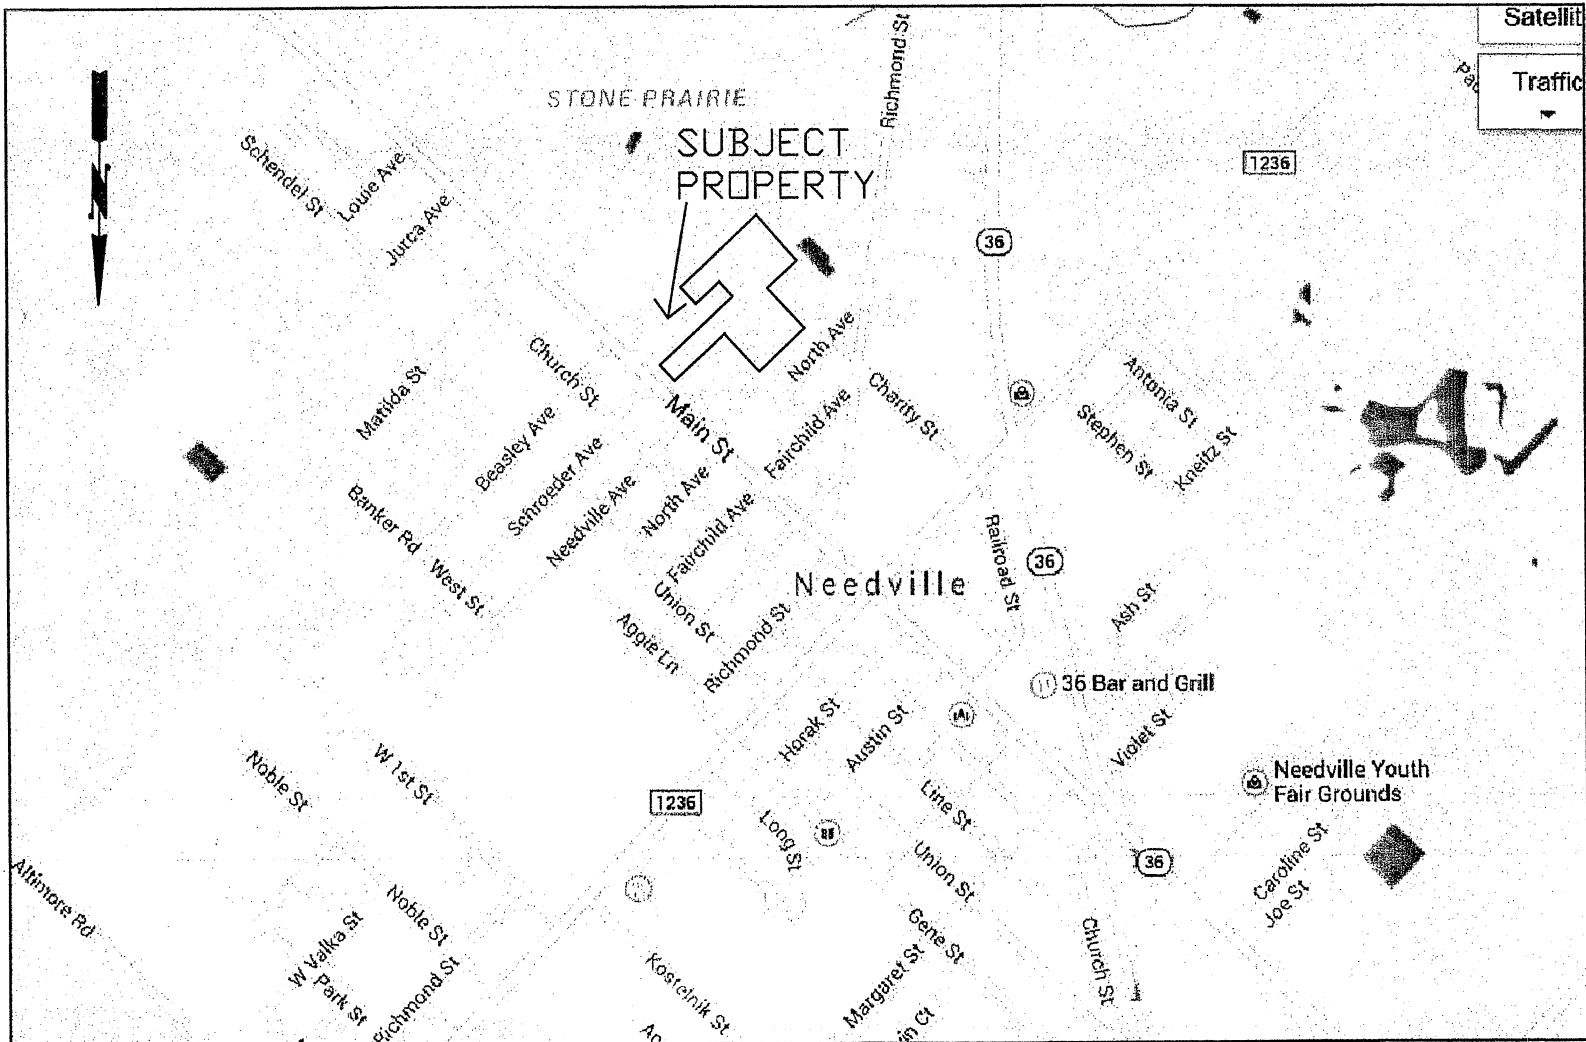 Satellit
Traffic
STONE PRAIRIE
Richmond St
SUBJECT
PROPERTY
N
Schendel St
Louie Ave
Jurca Ave
1236
36
Church St
Matilda St
Beasley Ave
Schroeder Ave
Needville Ave
Main St
North Ave
Fairchild Ave
North Ave
Fairchild Ave
Charity St
Antonia St
Stephen St
Kneitz St
Banker Rd
West St
Union St
Aggie Ln
Richmond St
Needville
Railroad St
36
Ash St
36 Bar and Grill
Violet St
Horak St
Austin St
Needville Youth
Fair Grounds
Noble St
W 1st St
1236
Long St
Line St
Union St
36
Caroline St
Joe St
Altimore Rd
Noble St
W Valka St
Park St
Richmond St
Kostelnik St
Gene St
Margaret St
Church St
in Ct